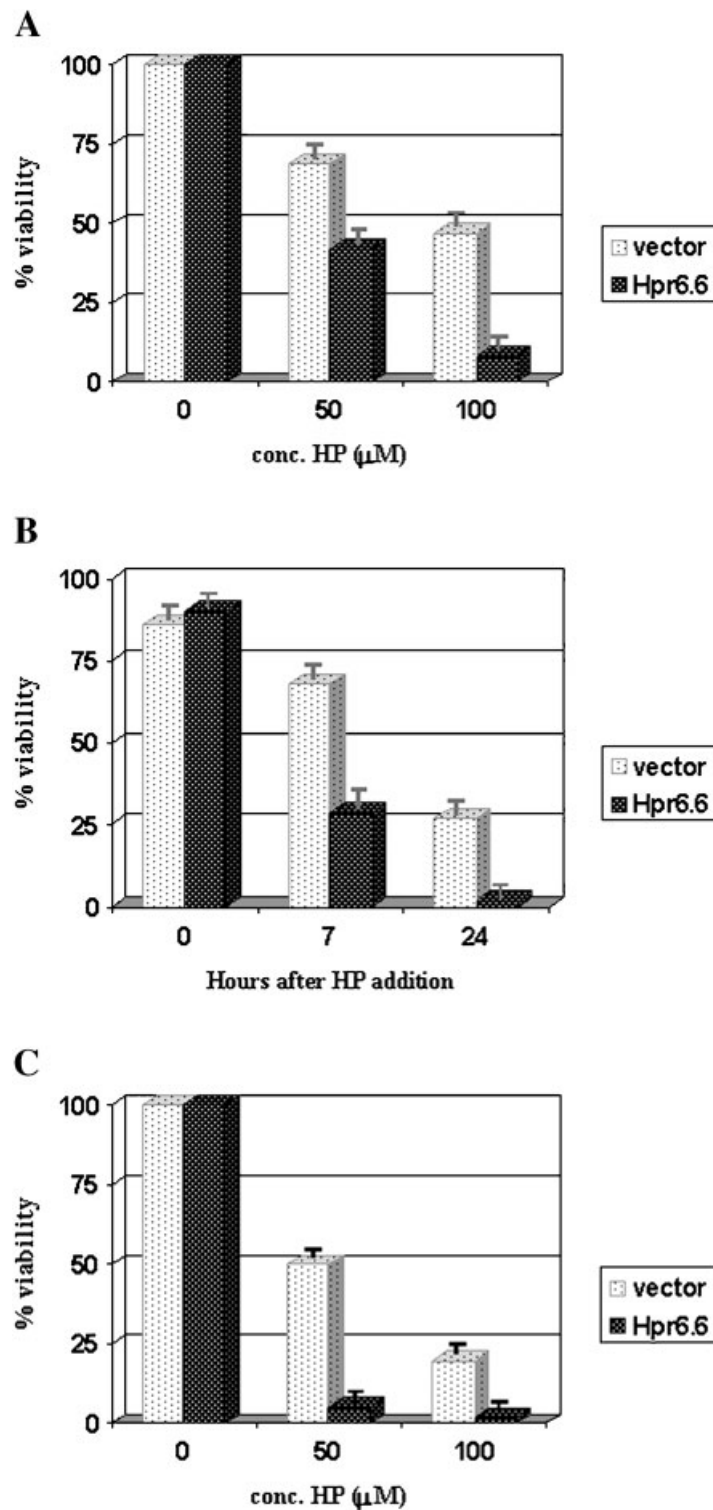 A
100
75
50
25
0
% viability
0 50 100
conc. HP (μM)
vector
Hpr6.6
B
100
75
50
25
0
% viability
0 7 24
Hours after HP addition
vector
Hpr6.6
C
100
75
50
25
0
% viability
0 50 100
conc. HP (μM)
vector
Hpr6.6